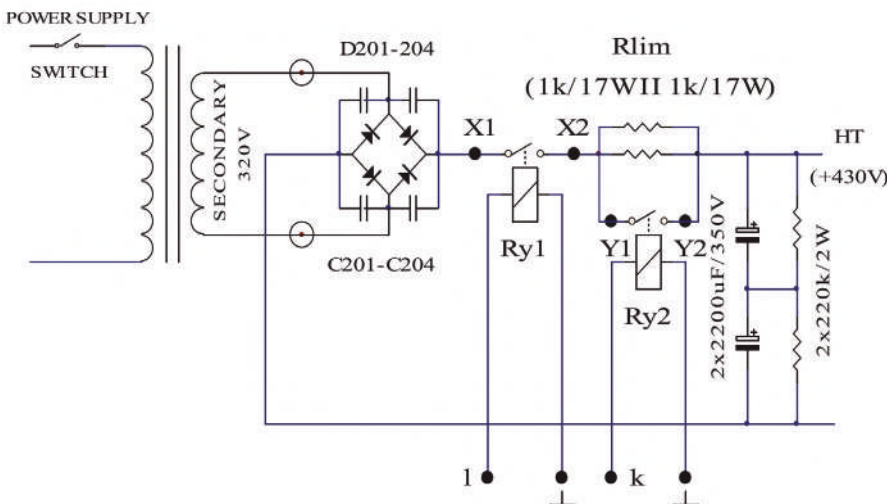 POWER SUPPLY
SWITCH
SECONDARY
320V
D201-204
C201-C204
Rlim
(1k/17WII 1k/17W)
X1
X2
Ry1
Y1
Y2
Ry2
HT
(+430V)
2x2200uF/350V
2x220k/2W
+
+
l
k